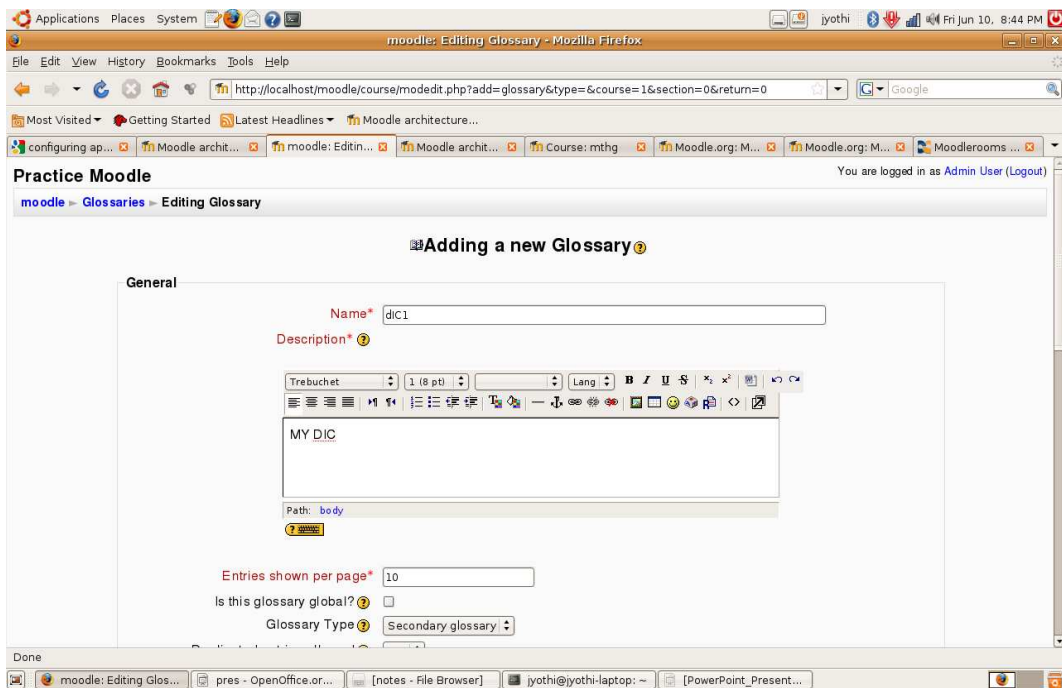 Applications Places System jyothi Fri Jun 10, 8:44 PM
moodle: Editing Glossary - Mozilla Firefox
File Edit View History Bookmarks Tools Help
http://localhost/moodle/course/modedit.php?add=glossary&type=&course=1&section=0&return=0 Google
Most Visited Getting Started Latest Headlines Moodle architecture...
configuring ap... Moodle archit... moodle: Editin... Moodle archit... Course: mthg Moodle.org: M... Moodle.org: M... Moodlerooms ...
Practice Moodle You are logged in as Admin User (Logout)
moodle ► Glossaries ► Editing Glossary
Adding a new Glossary
General
Name* dIC1
Description*
Trebuchet 1 (8 pt) Lang B I U S x₂ x²
MY DIC
Path: body
Entries shown per page* 10
Is this glossary global?
Glossary Type Secondary glossary
Done
moodle: Editing Glos... pres - OpenOffice.or... [notes - File Browser] jyothi@jyothi-laptop: ~ [PowerPoint_Present...